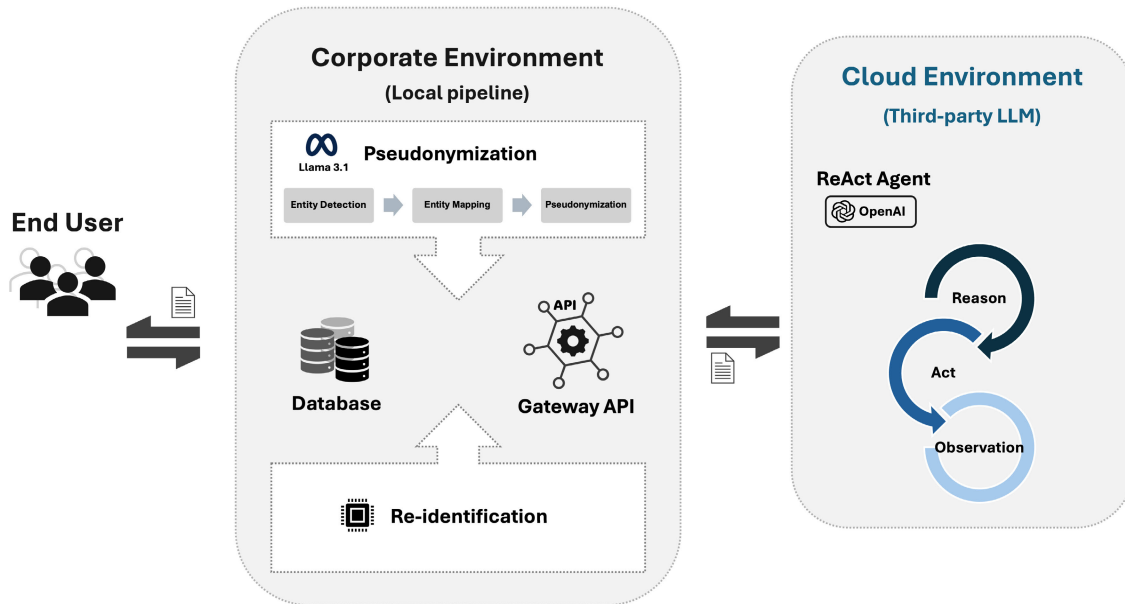 End User
Corporate Environment
(Local pipeline)
Llama 3.1
Pseudonymization
Entity Detection
Entity Mapping
Pseudonymization
Database
API
Gateway API
Re-identification
Cloud Environment
(Third-party LLM)
ReAct Agent
OpenAI
Reason
Act
Observation